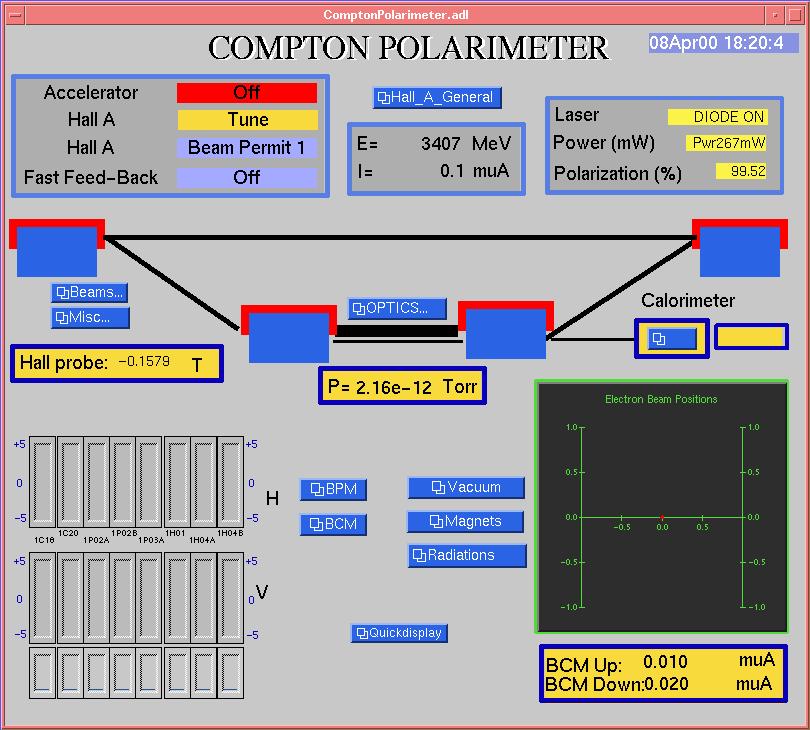 ComptonPolarimeter.adl
COMPTON POLARIMETER
08Apr00 18:20:4
Accelerator Off
Hall A Tune
Hall A Beam Permit 1
Fast Feed-Back Off
Hall_A_General
E= 3407 MeV
I= 0.1 muA
Laser DIODE ON
Power (mW) Pwr267mW
Polarization (%) 99.52
Beams...
Misc...
OPTICS...
Calorimeter
Hall probe: -0.1579 T
P= 2.16e-12 Torr
Electron Beam Positions
1.0 1.0
0.5 0.5
0.0 0.0
-0.5 0.0 0.5
-0.5 -0.5
-1.0 -1.0
+5 +5
0 0
-5 -5
H
1C18 1C20 1P02A 1P02B 1P03A 1H01 1H04A 1H04B
+5 +5
0 0
-5 -5
V
BPM
BCM
Vacuum
Magnets
Radiations
Quickdisplay
BCM Up: 0.010 muA
BCM Down:0.020 muA